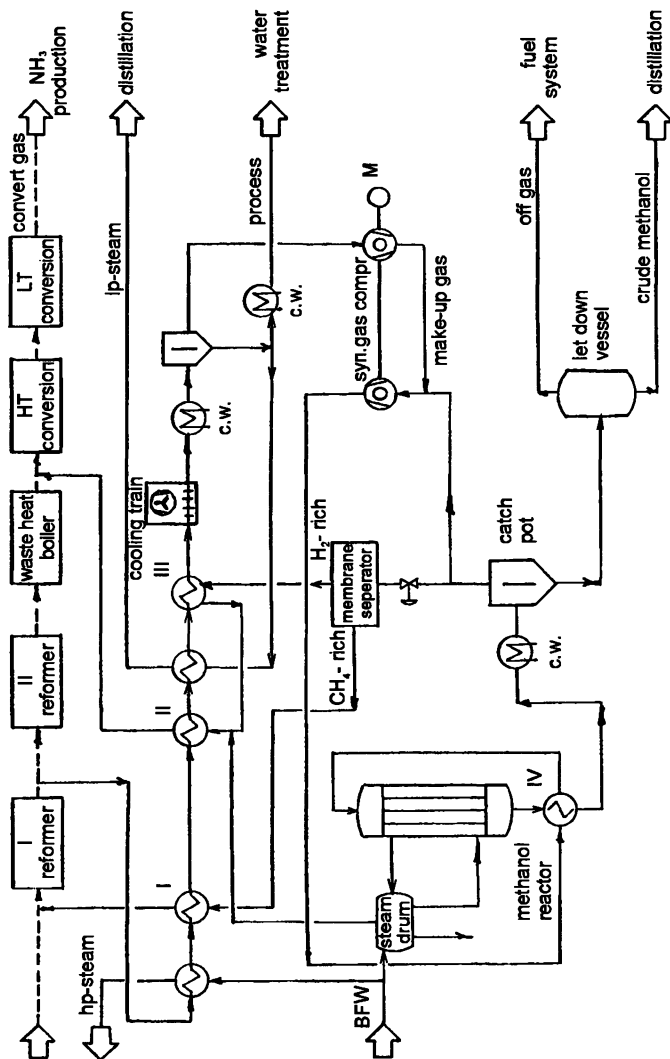 I
reformer
II
reformer
waste heat
boiler
HT
conversion
LT
conversion
convert gas
NH₃
production
hp-steam
I
II
III
cooling train
c.w.
lp-steam
distillation
process
water
treatment
c.w.
M
syn.gas compr
make-up gas
H₂- rich
membrane
seperator
CH₄- rich
BFW
steam
drum
methanol
reactor
IV
c.w.
catch
pot
let down
vessel
off gas
fuel
system
crude methanol
distillation